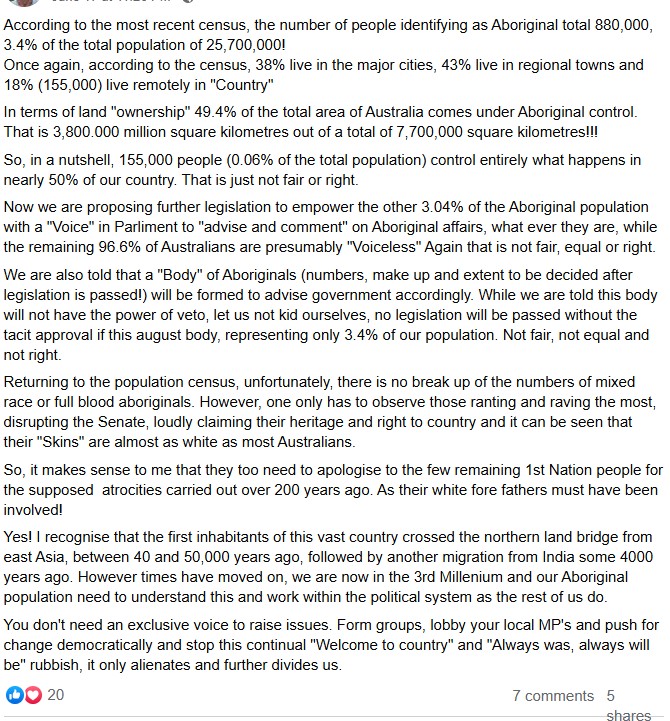 According to the most recent census, the number of people identifying as Aboriginal total 880,000,
3.4% of the total population of 25,700,000!
Once again, according to the census, 38% live in the major cities, 43% live in regional towns and
18% (155,000) live remotely in "Country"
In terms of land "ownership" 49.4% of the total area of Australia comes under Aboriginal control.
That is 3,800.000 million square kilometres out of a total of 7,700,000 square kilometres!!!
So, in a nutshell, 155,000 people (0.06% of the total population) control entirely what happens in
nearly 50% of our country. That is just not fair or right.
Now we are proposing further legislation to empower the other 3.04% of the Aboriginal population
with a "Voice" in Parliment to "advise and comment" on Aboriginal affairs, what ever they are, while
the remaining 96.6% of Australians are presumably "Voiceless" Again that is not fair, equal or right.
We are also told that a "Body" of Aboriginals (numbers, make up and extent to be decided after
legislation is passed!) will be formed to advise government accordingly. While we are told this body
will not have the power of veto, let us not kid ourselves, no legislation will be passed without the
tacit approval if this august body, representing only 3.4% of our population. Not fair, not equal and
not right.
Returning to the population census, unfortunately, there is no break up of the numbers of mixed
race or full blood aboriginals. However, one only has to observe those ranting and raving the most,
disrupting the Senate, loudly claiming their heritage and right to country and it can be seen that
their "Skins" are almost as white as most Australians.
So, it makes sense to me that they too need to apologise to the few remaining 1st Nation people for
the supposed atrocities carried out over 200 years ago. As their white fore fathers must have been
involved!
Yes! I recognise that the first inhabitants of this vast country crossed the northern land bridge from
east Asia, between 40 and 50,000 years ago, followed by another migration from India some 4000
years ago. However times have moved on, we are now in the 3rd Millenium and our Aboriginal
population need to understand this and work within the political system as the rest of us do.
You don't need an exclusive voice to raise issues. Form groups, lobby your local MP's and push for
change democratically and stop this continual "Welcome to country" and "Always was, always will
be" rubbish, it only alienates and further divides us.
20 7 comments 5
shares